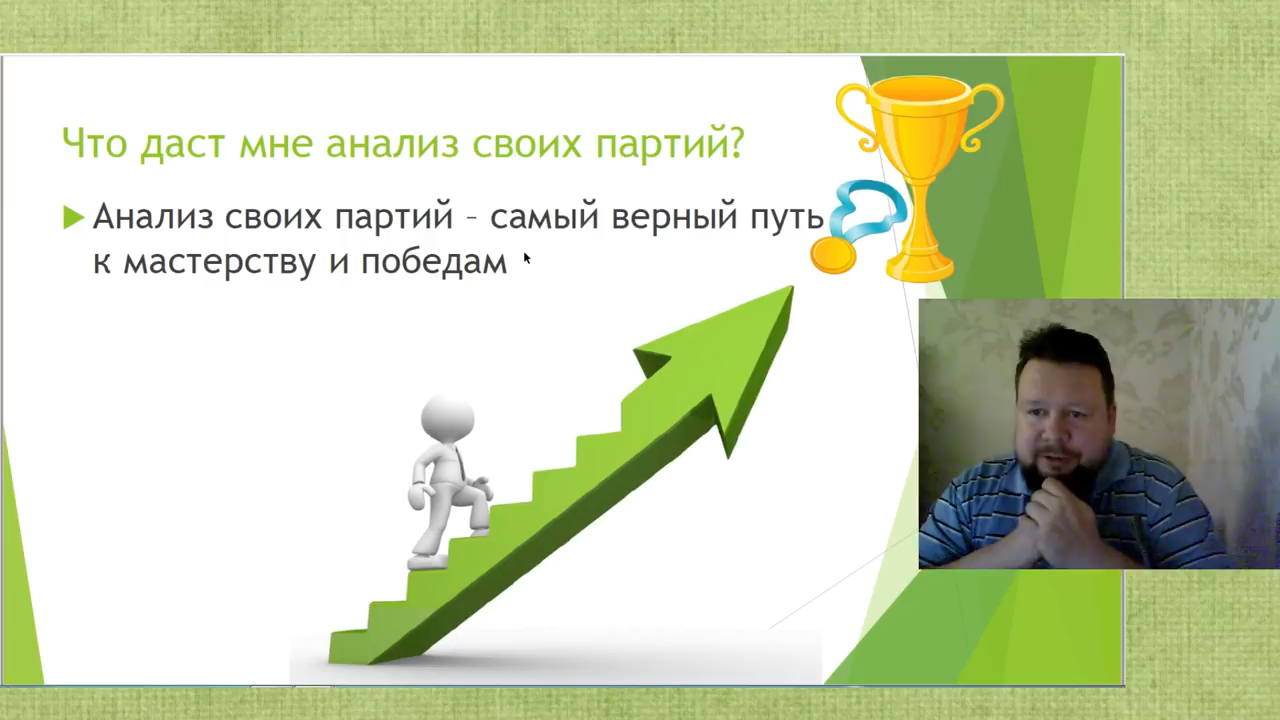 Что даст мне анализ своих партий?
Анализ своих партий – самый верный путь
к мастерству и победам